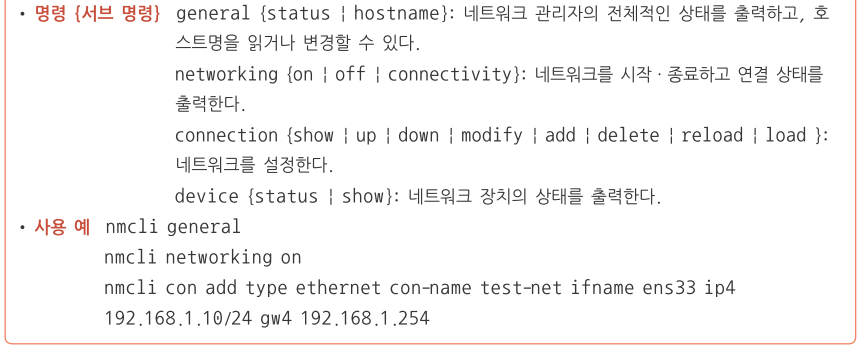 • 명령 {서브 명령} general {status ¦ hostname}: 네트워크 관리자의 전체적인 상태를 출력하고, 호
스트명을 읽거나 변경할 수 있다.
networking {on ¦ off ¦ connectivity}: 네트워크를 시작·종료하고 연결 상태를
출력한다.
connection {show ¦ up ¦ down ¦ modify ¦ add ¦ delete ¦ reload ¦ load }:
네트워크를 설정한다.
device {status ¦ show}: 네트워크 장치의 상태를 출력한다.
• 사용 예 nmcli general
nmcli networking on
nmcli con add type ethernet con-name test-net ifname ens33 ip4
192.168.1.10/24 gw4 192.168.1.254